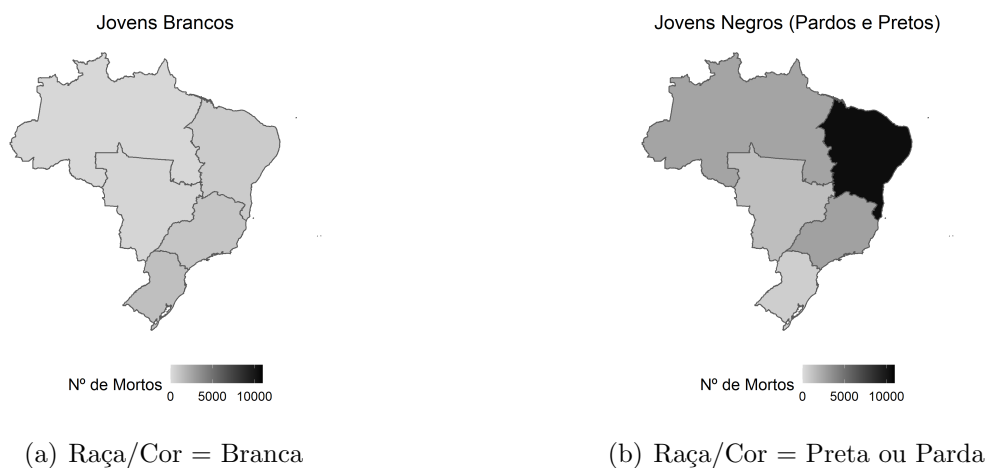 Jovens Brancos
Nº de Mortos
0 5000 10000
(a) Raça/Cor = Branca
Jovens Negros (Pardos e Pretos)
Nº de Mortos
0 5000 10000
(b) Raça/Cor = Preta ou Parda